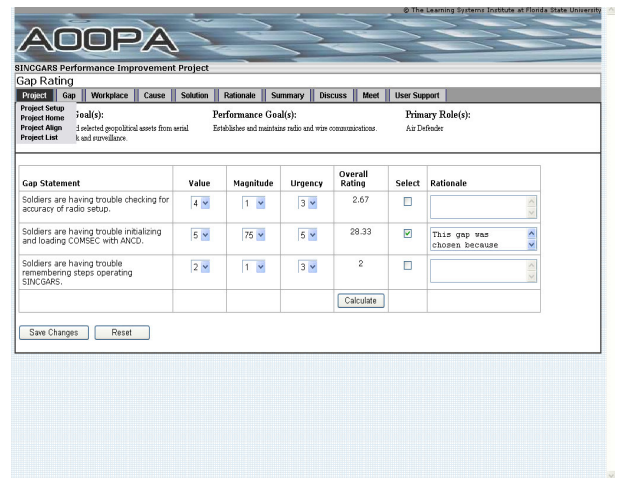 © The Learning Systems Institute at Florida State University
AOOPA
SINCGARS Performance Improvement Project
Gap Rating
Project Gap Workplace Cause Solution Rationale Summary Discuss Meet User Support
Project Setup
Project Home
Project Align
Project List
Goal(s):
d selected geopolitical assets from aerial
k and surveillance.
Performance Goal(s):
Establishes and maintains radio and wire communications.
Primary Role(s):
Air Defender
Gap Statement Value Magnitude Urgency Overall Rating Select Rationale
Soldiers are having trouble checking for
accuracy of radio setup.
4 1 3 2.67
Soldiers are having trouble initializing
and loading COMSEC with ANCD.
5 75 5 28.33
This gap was
chosen because
Soldiers are having trouble
remembering steps operating
SINCGARS.
2 1 3 2
Calculate
Save Changes Reset